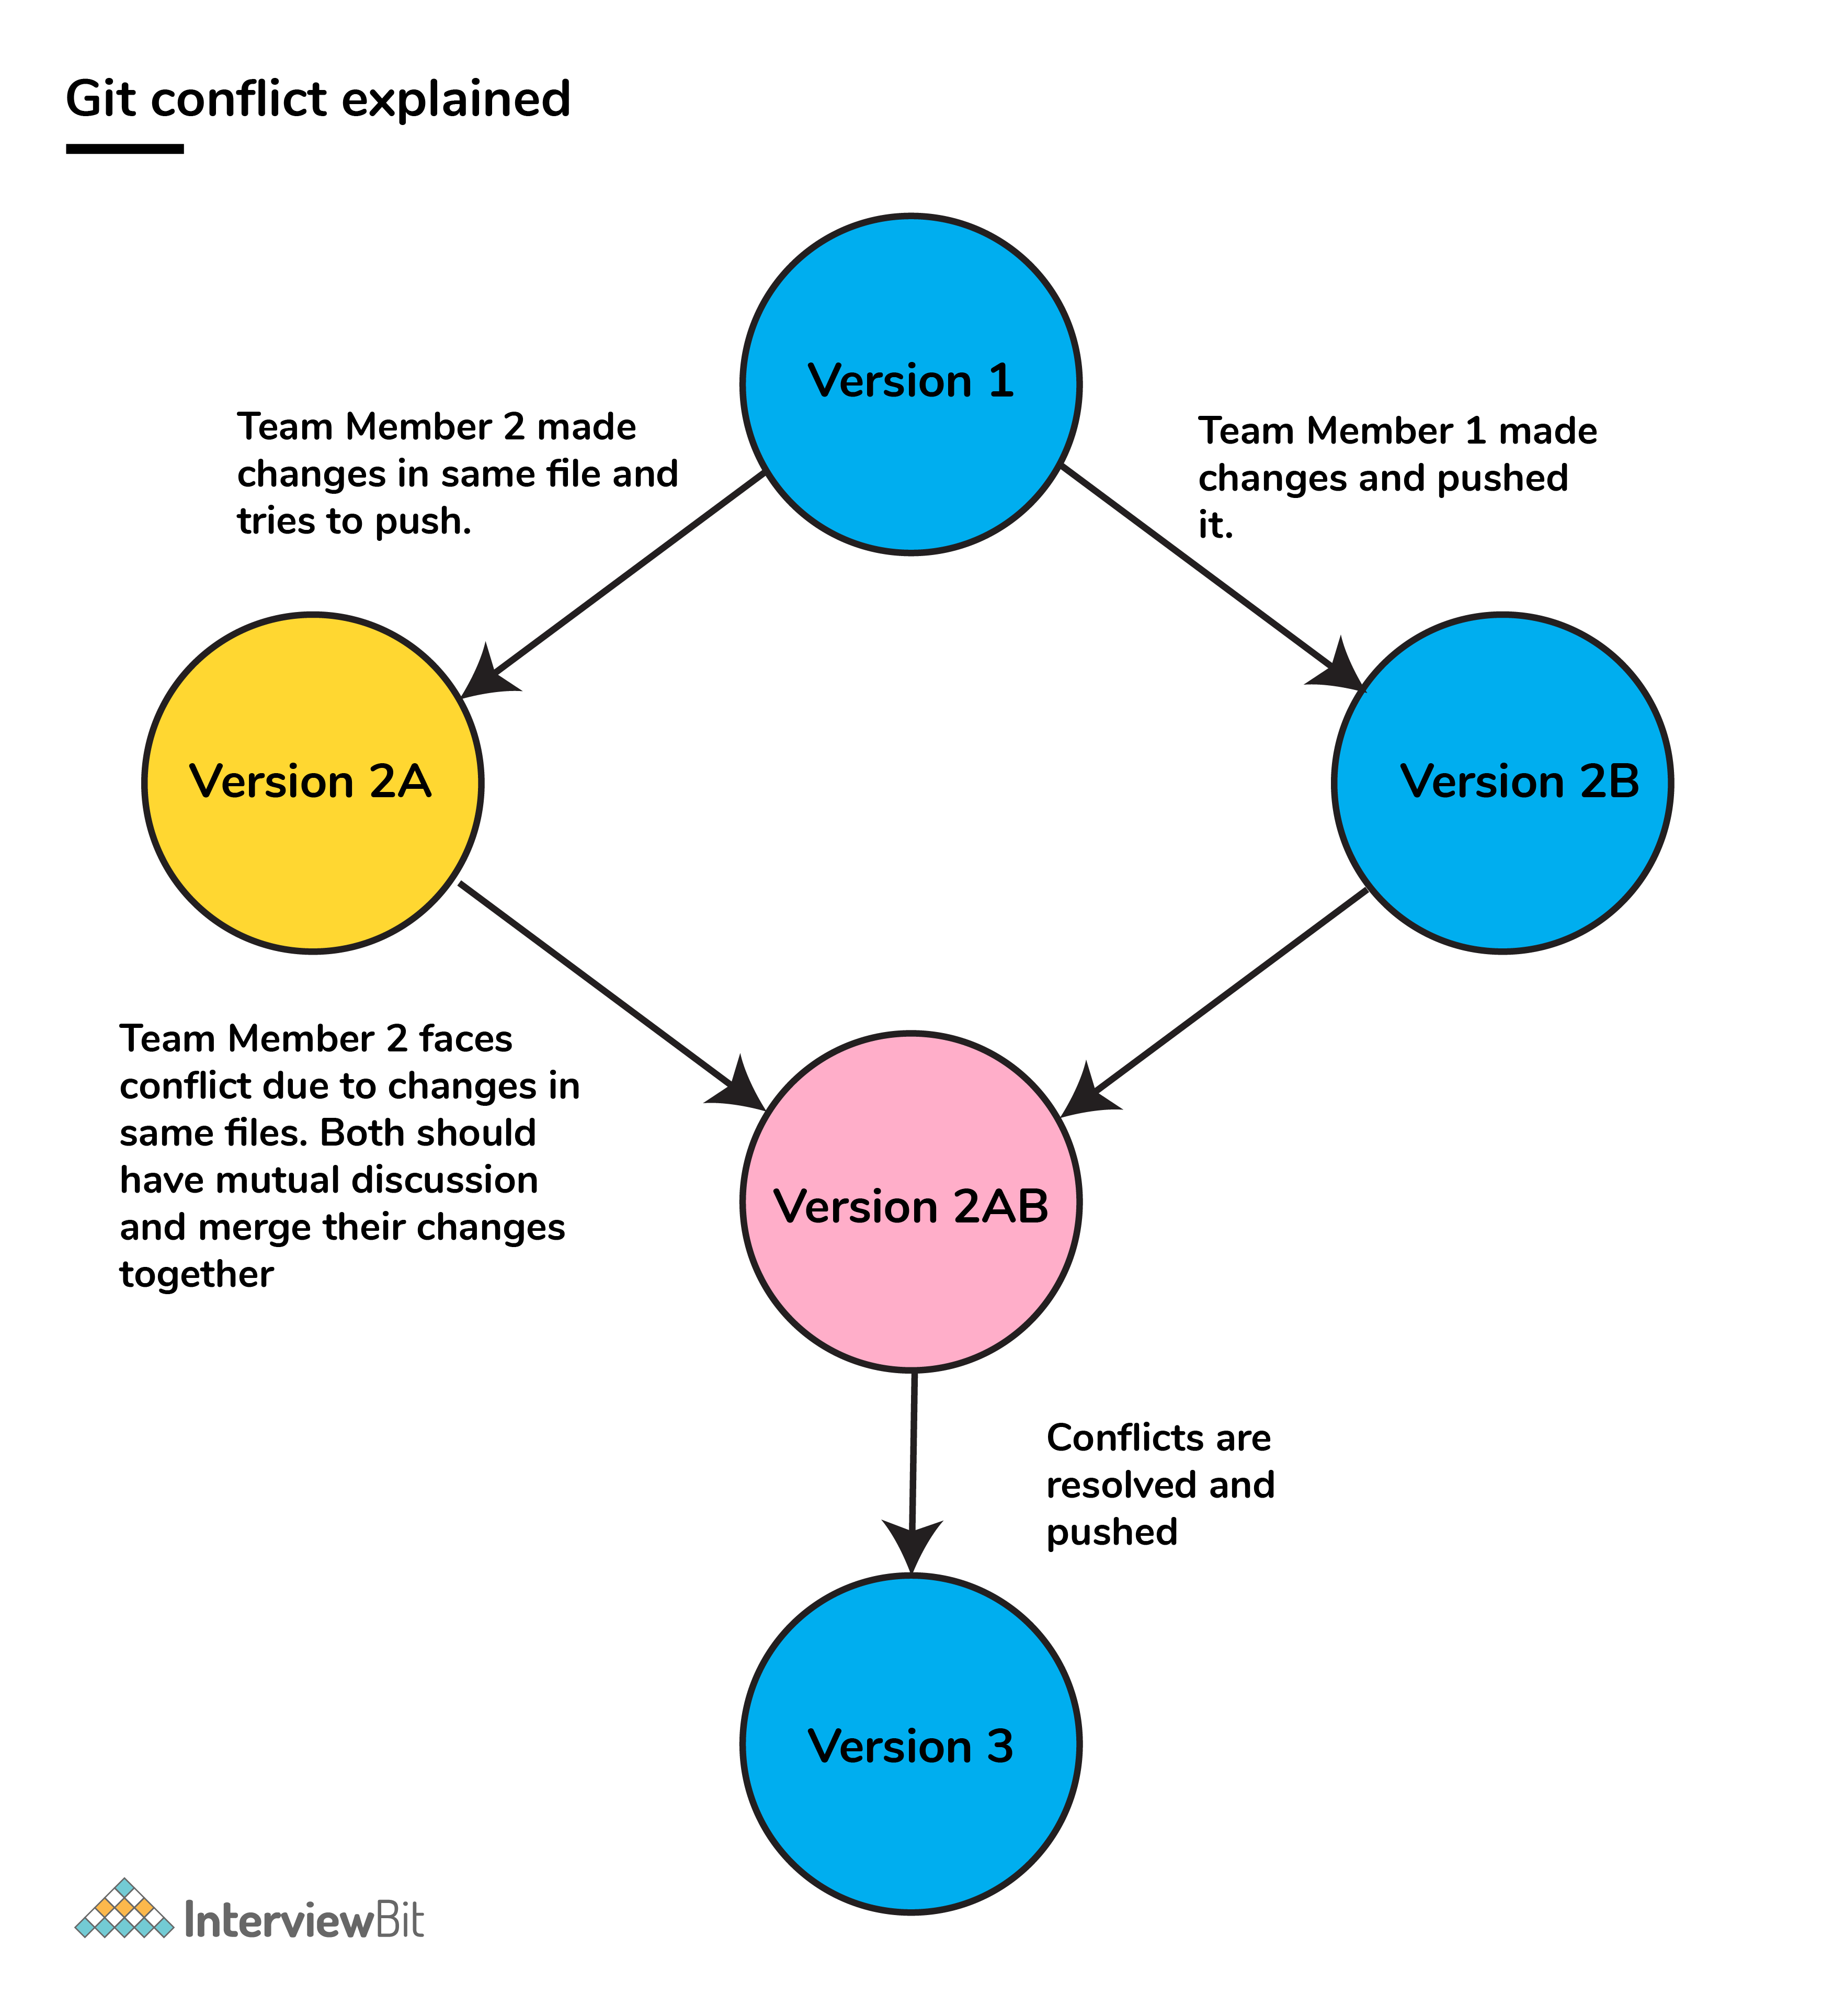 Git conflict explained
Version 1
Team Member 2 made
changes in same file and
tries to push.
Team Member 1 made
changes and pushed
it.
Version 2A
Version 2B
Team Member 2 faces
conflict due to changes in
same files. Both should
have mutual discussion
and merge their changes
together
Version 2AB
Conflicts are
resolved and
pushed
Version 3
InterviewBit